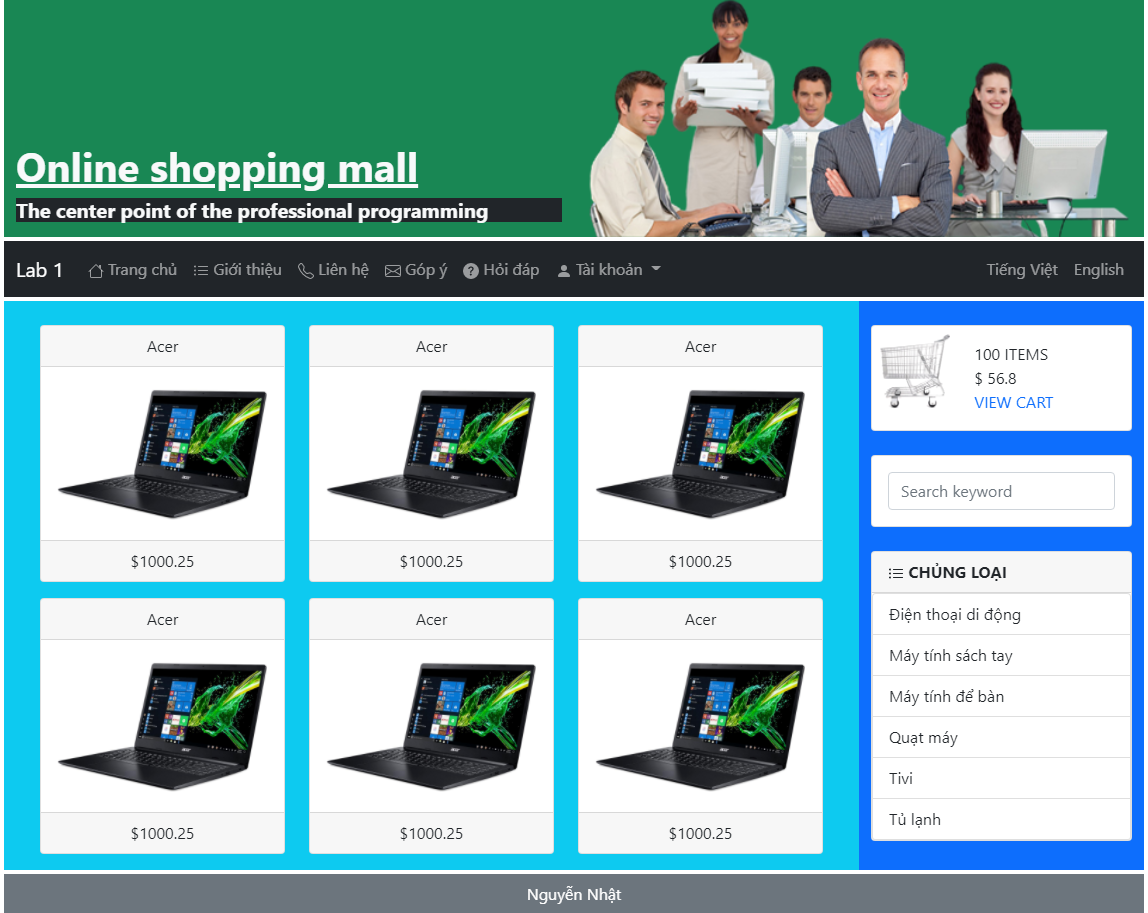 Online shopping mall
The center point of the professional programming
Lab 1 Trang chủ Giới thiệu Liên hệ Góp ý Hỏi đáp Tài khoản Tiếng Việt English
Acer Acer Acer
$1000.25 $1000.25 $1000.25
Acer Acer Acer
$1000.25 $1000.25 $1000.25
100 ITEMS
$ 56.8
VIEW CART
Search keyword
CHỦNG LOẠI
Điện thoại di động
Máy tính sách tay
Máy tính để bàn
Quạt máy
Tivi
Tủ lạnh
Nguyễn Nhật